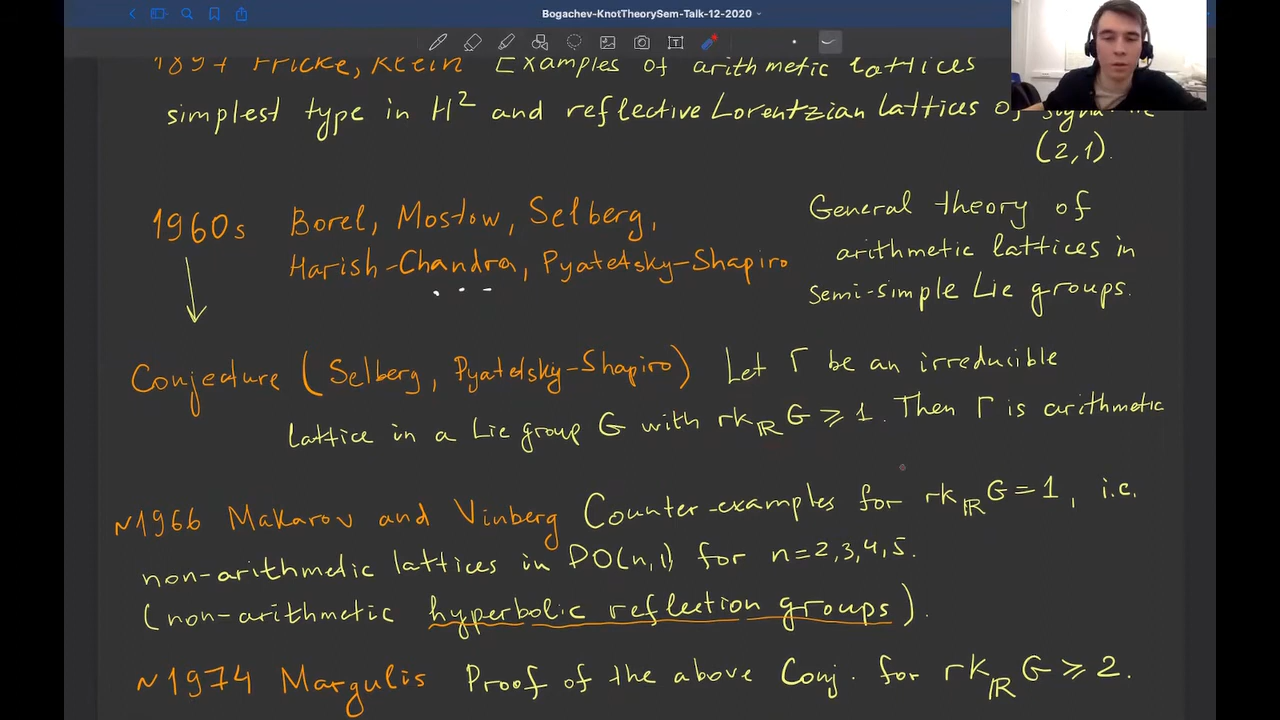 Bogachev-KnotTheorySem-Talk-12-2020
1897 Fricke, Klein Examples of arithmetic lattices
simplest type in H² and reflective Lorentzian lattices of
(2,1).
1960s Borel, Mostow, Selberg,
Harish-Chandra, Pyatetsky-Shapiro
...
General theory of
arithmetic lattices in
semi-simple Lie groups.
Conjecture (Selberg, Pyatetsky-Shapiro) Let Γ be an irreducible
lattice in a Lie group G with rk_ℝ G ⩾ 1. Then Γ is arithmetic
~1966 Makarov and Vinberg Counter-examples for rk_ℝ G = 1, i.e.
non-arithmetic lattices in PO(n,1) for n=2,3,4,5.
(non-arithmetic hyperbolic reflection groups).
~1974 Margulis Proof of the above Conj. for rk_ℝ G ⩾ 2.